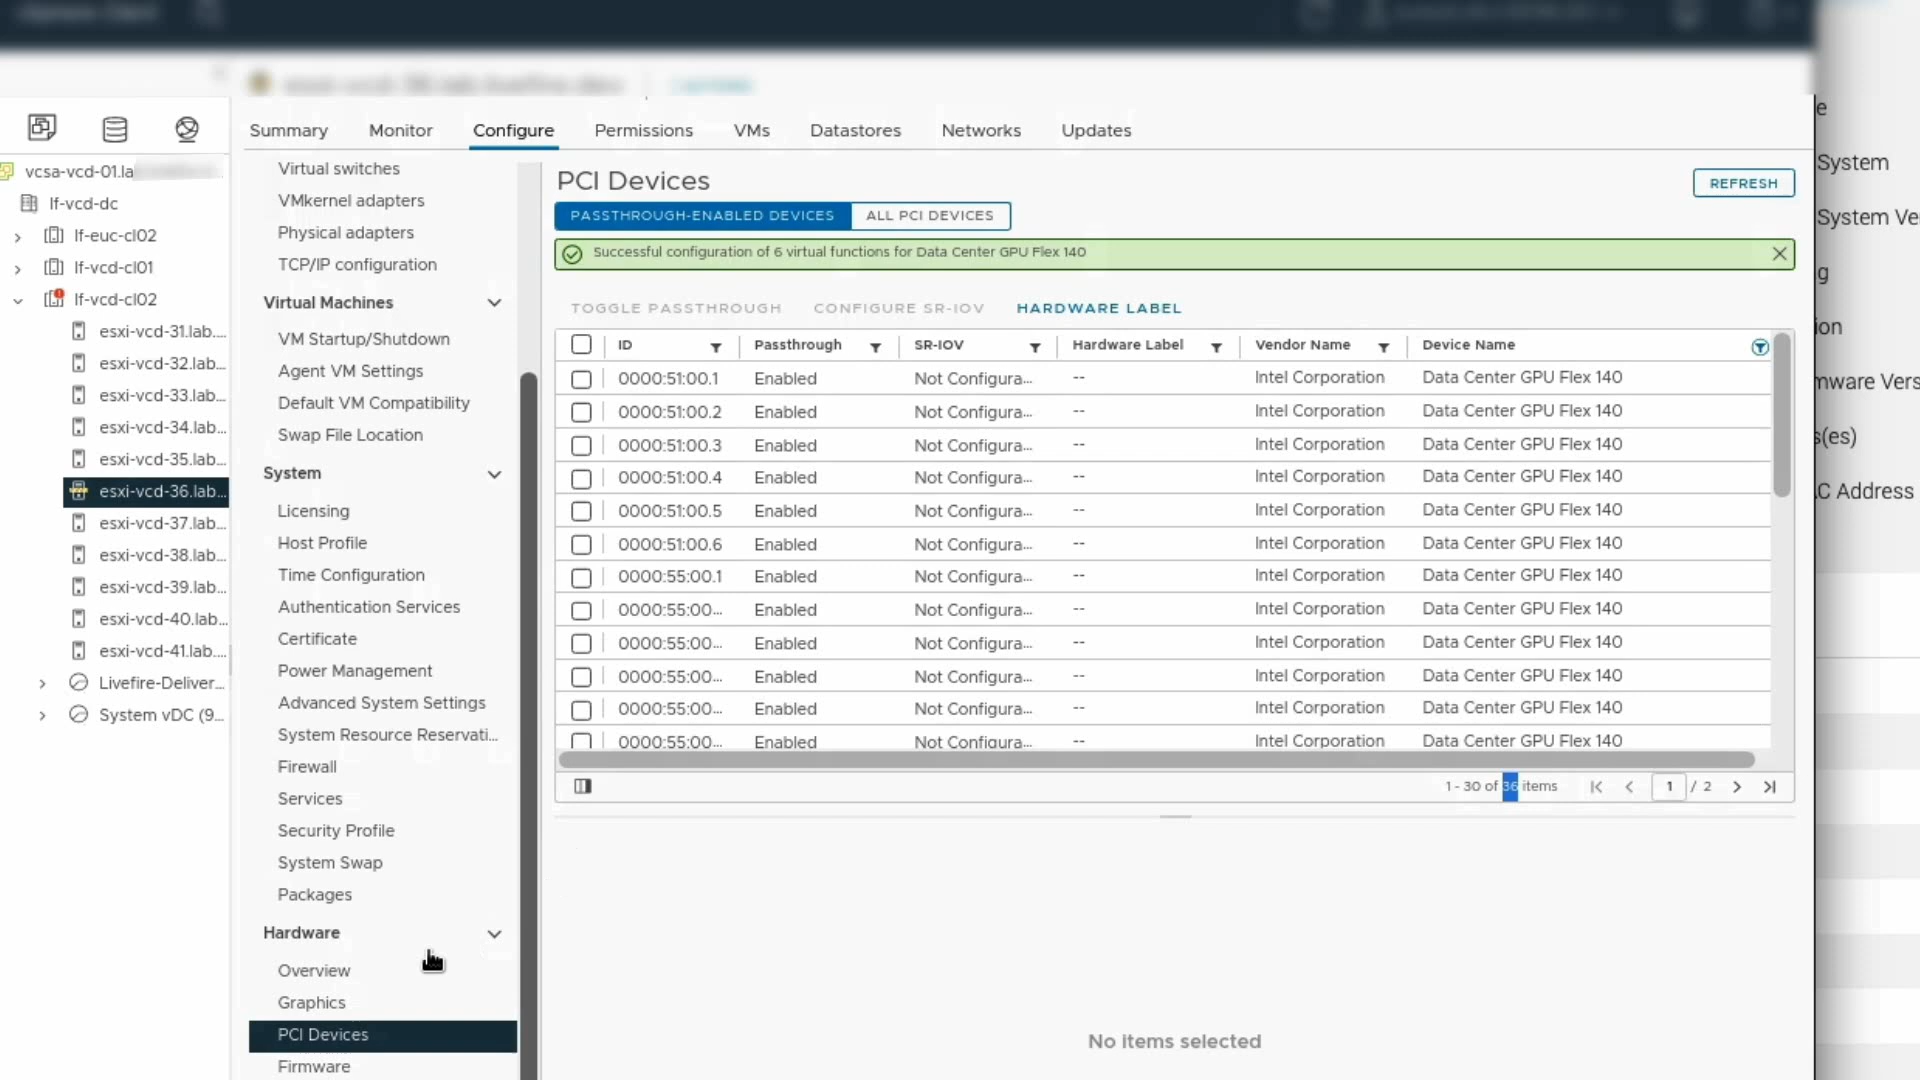 Summary Monitor Configure Permissions VMs Datastores Networks Updates
vcsa-vcd-01.la
lf-vcd-dc
lf-euc-cl02
lf-vcd-cl01
lf-vcd-cl02
esxi-vcd-31.lab....
esxi-vcd-32.lab...
esxi-vcd-33.lab...
esxi-vcd-34.lab...
esxi-vcd-35.lab...
esxi-vcd-36.lab...
esxi-vcd-37.lab...
esxi-vcd-38.lab...
esxi-vcd-39.lab...
esxi-vcd-40.lab...
esxi-vcd-41.lab....
Livefire-Deliver...
System vDC (9...
Virtual switches
VMkernel adapters
Physical adapters
TCP/IP configuration
Virtual Machines
VM Startup/Shutdown
Agent VM Settings
Default VM Compatibility
Swap File Location
System
Licensing
Host Profile
Time Configuration
Authentication Services
Certificate
Power Management
Advanced System Settings
System Resource Reservati...
Firewall
Services
Security Profile
System Swap
Packages
Hardware
Overview
Graphics
PCI Devices
Firmware
PCI Devices
REFRESH
PASSTHROUGH-ENABLED DEVICES ALL PCI DEVICES
Successful configuration of 6 virtual functions for Data Center GPU Flex 140
TOGGLE PASSTHROUGH CONFIGURE SR-IOV HARDWARE LABEL
ID Passthrough SR-IOV Hardware Label Vendor Name Device Name
0000:51:00.1 Enabled Not Configura... -- Intel Corporation Data Center GPU Flex 140
0000:51:00.2 Enabled Not Configura... -- Intel Corporation Data Center GPU Flex 140
0000:51:00.3 Enabled Not Configura... -- Intel Corporation Data Center GPU Flex 140
0000:51:00.4 Enabled Not Configura... -- Intel Corporation Data Center GPU Flex 140
0000:51:00.5 Enabled Not Configura... -- Intel Corporation Data Center GPU Flex 140
0000:51:00.6 Enabled Not Configura... -- Intel Corporation Data Center GPU Flex 140
0000:55:00.1 Enabled Not Configura... -- Intel Corporation Data Center GPU Flex 140
0000:55:00... Enabled Not Configura... -- Intel Corporation Data Center GPU Flex 140
0000:55:00... Enabled Not Configura... -- Intel Corporation Data Center GPU Flex 140
0000:55:00... Enabled Not Configura... -- Intel Corporation Data Center GPU Flex 140
0000:55:00... Enabled Not Configura... -- Intel Corporation Data Center GPU Flex 140
0000:55:00... Enabled Not Configura... -- Intel Corporation Data Center GPU Flex 140
1 - 30 of 36 items 1 / 2
No items selected
e
System
System Ve
g
ion
mware Vers
s(es)
C Address